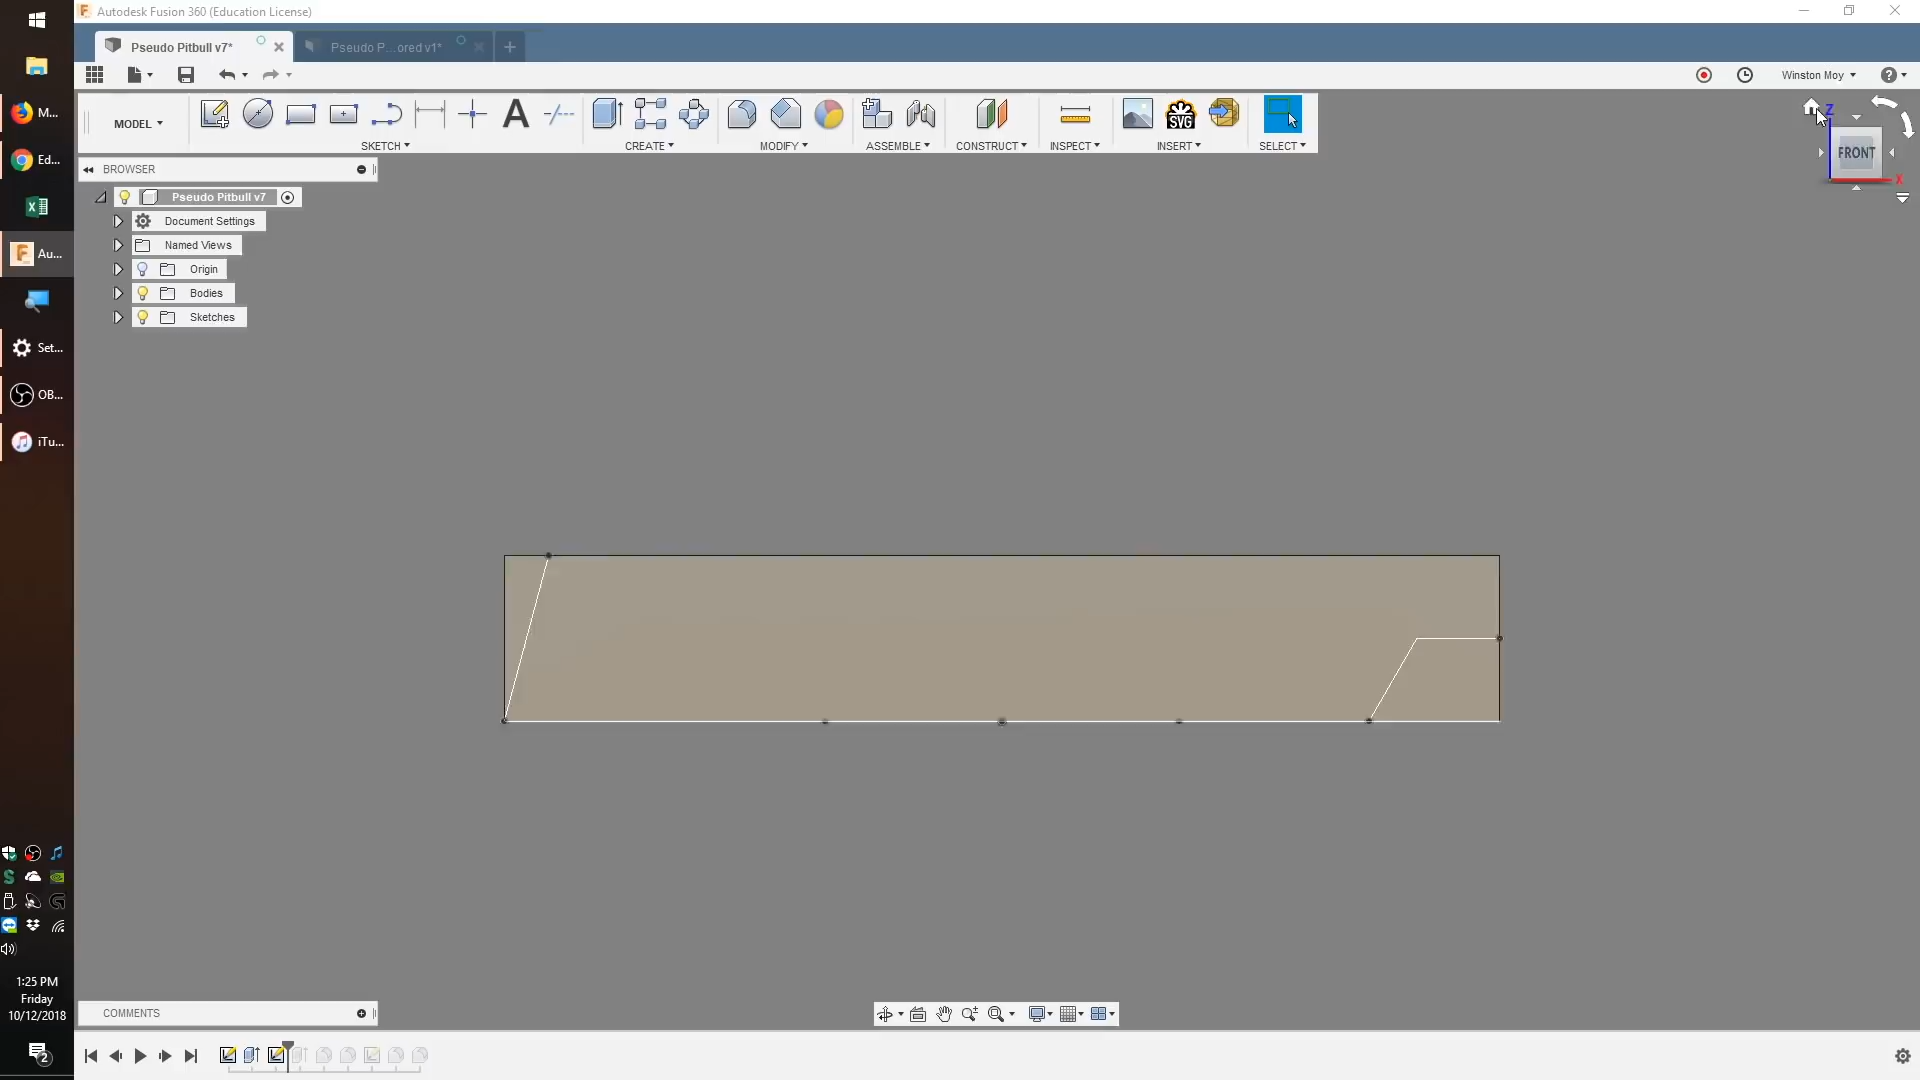 Autodesk Fusion 360 (Education License)
Pseudo Pitbull v7*
Pseudo P...ored v1*
Winston Moy
MODEL
SKETCH
CREATE
MODIFY
ASSEMBLE
CONSTRUCT
INSPECT
SVG
INSERT
SELECT
Z
FRONT
X
BROWSER
Pseudo Pitbull v7
Document Settings
Named Views
Origin
Bodies
Sketches
M...
Ed...
Au...
Set...
OB...
iTu...
1:25 PM
Friday
10/12/2018
2
COMMENTS